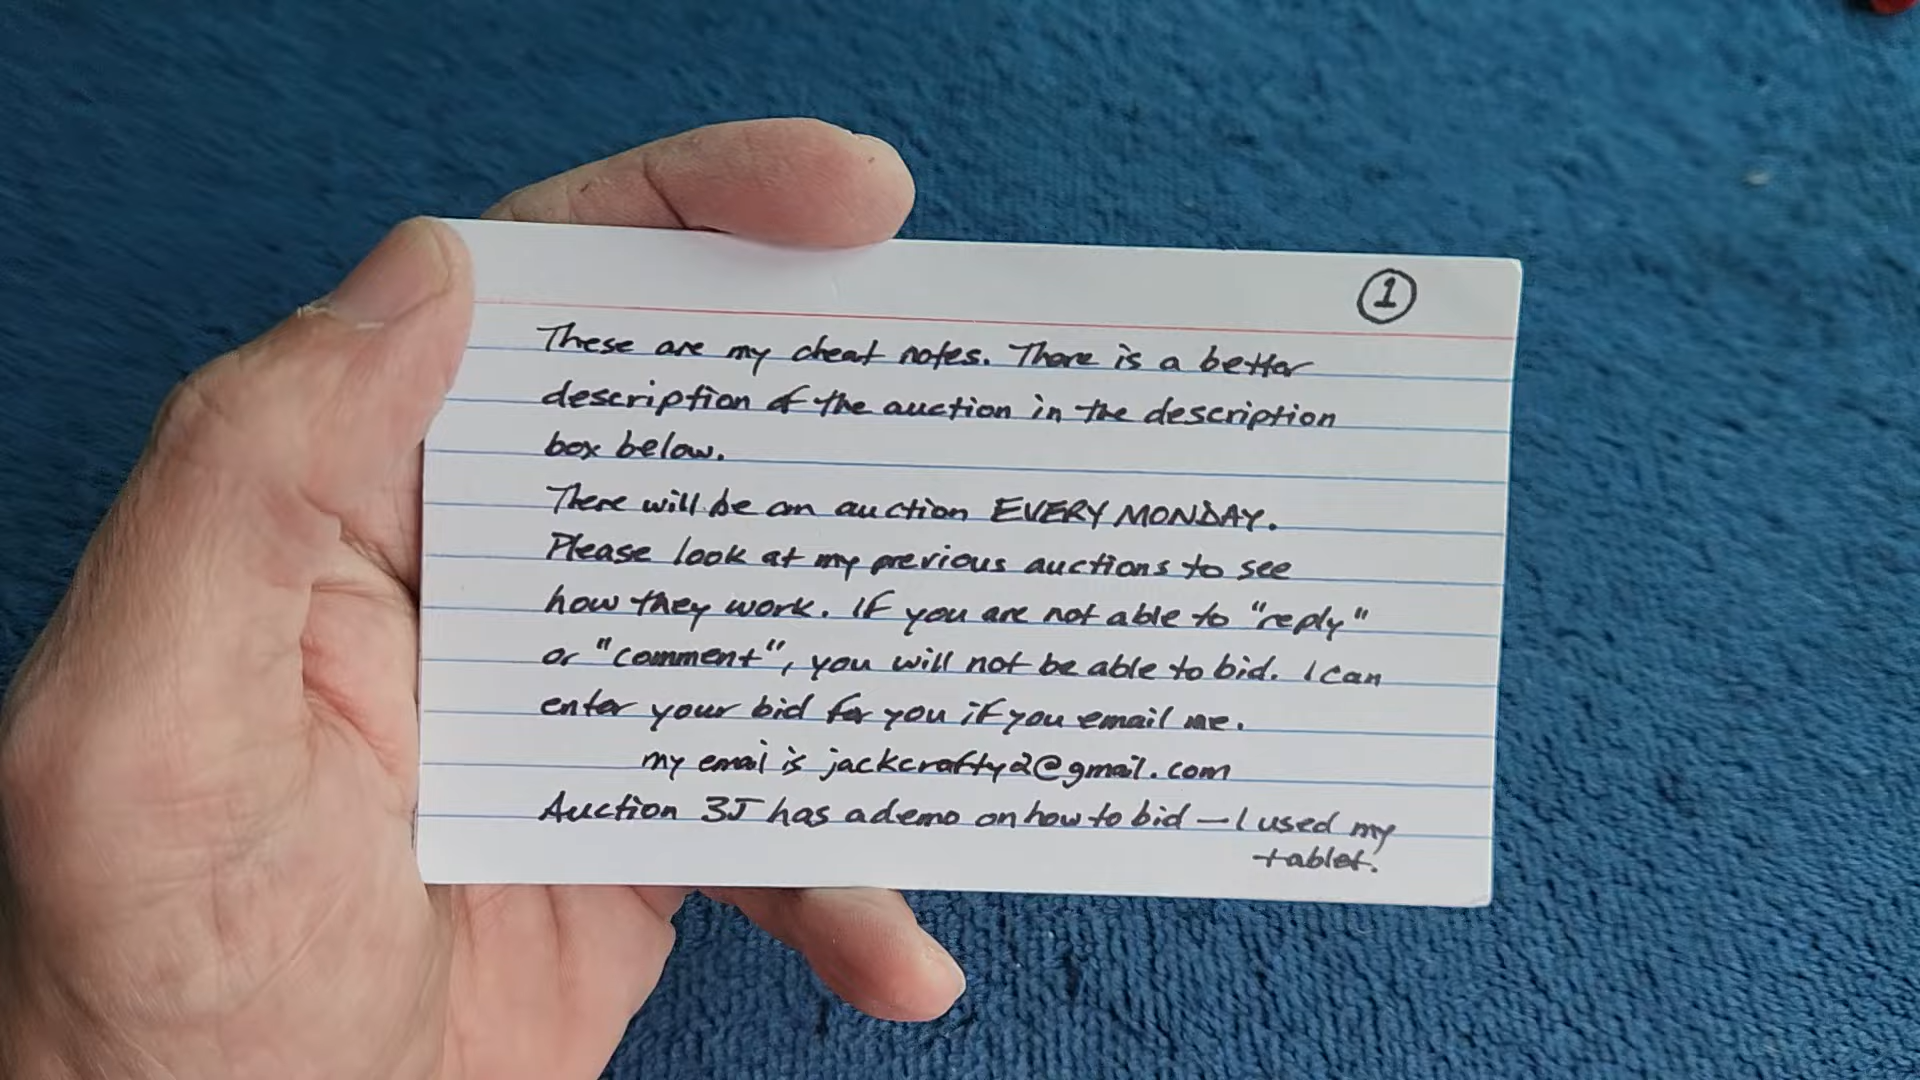 1
These are my cheat notes. There is a better
description of the auction in the description
box below.
There will be an auction EVERY MONDAY.
Please look at my previous auctions to see
how they work. If you are not able to "reply"
or "comment", you will not be able to bid. I can
enter your bid for you if you email me.
my email is jackcrafty2@gmail.com
Auction 3J has a demo on how to bid — I used my
tablet.